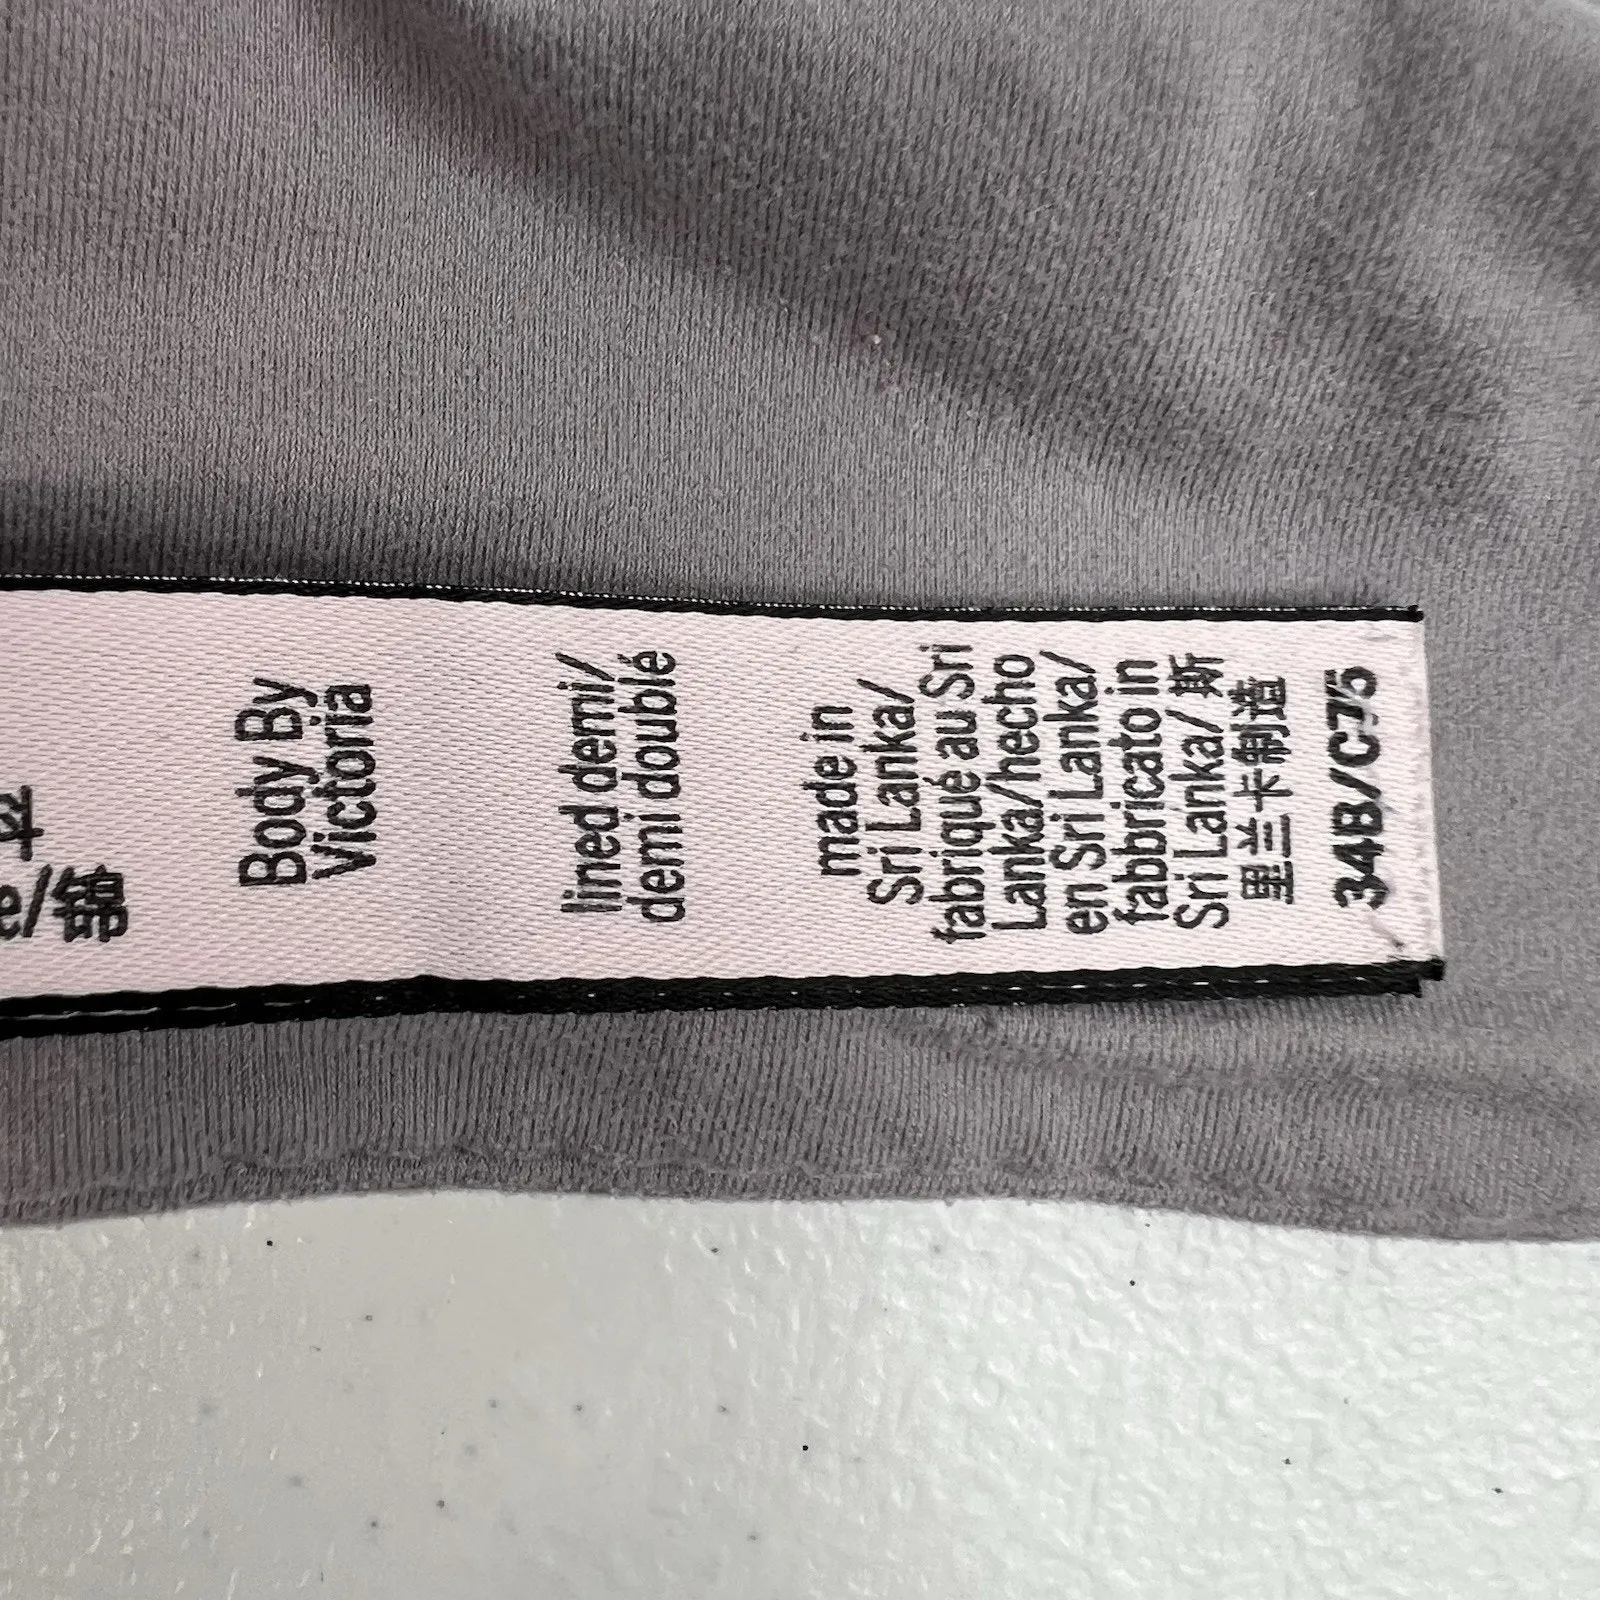 Body By
Victoria
lined demi/
demi doublé
made in
Sri Lanka/
fabriqué au Sri
Lanka/hecho
en Sri Lanka/
fabbricato in
Sri Lanka/ 斯
里兰卡制造
34B/C75